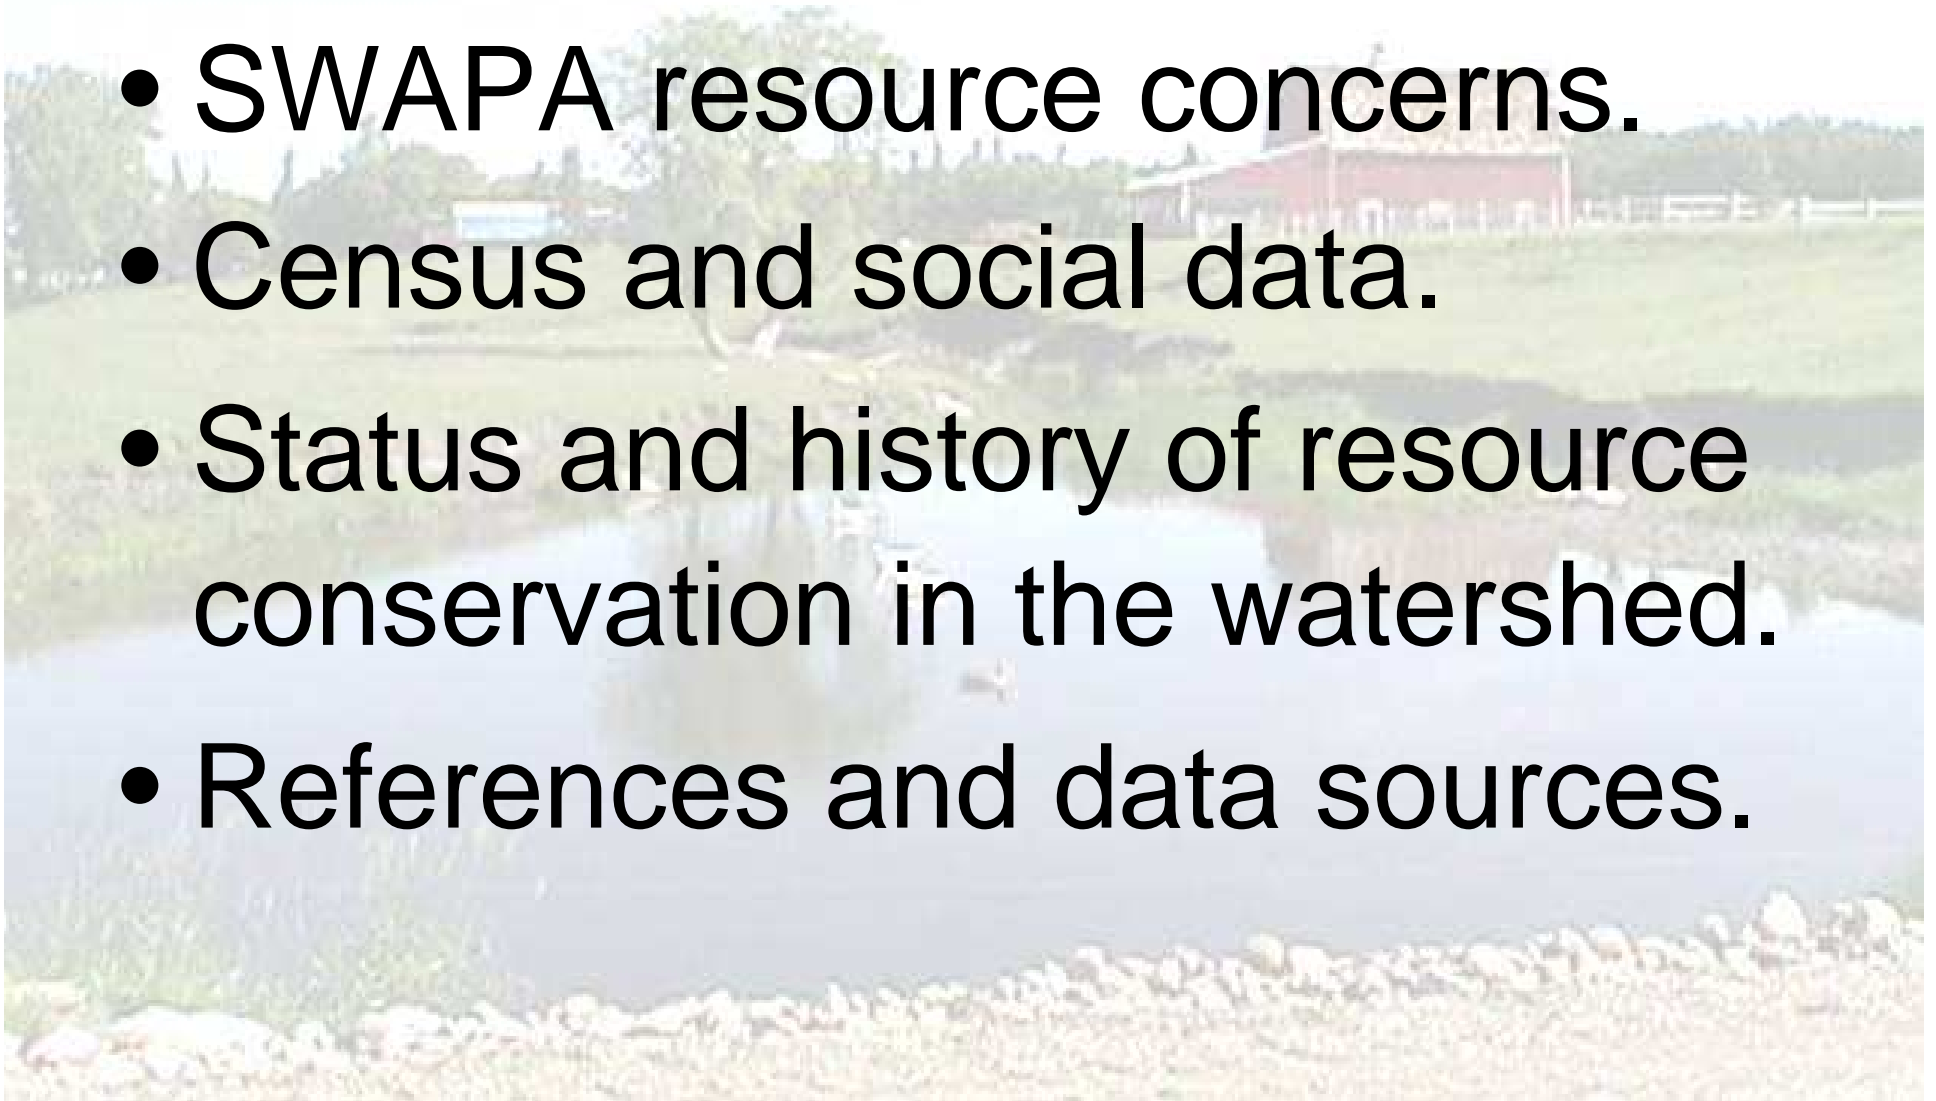 • SWAPA resource concerns.
• Census and social data.
• Status and history of resource
conservation in the watershed.
• References and data sources.